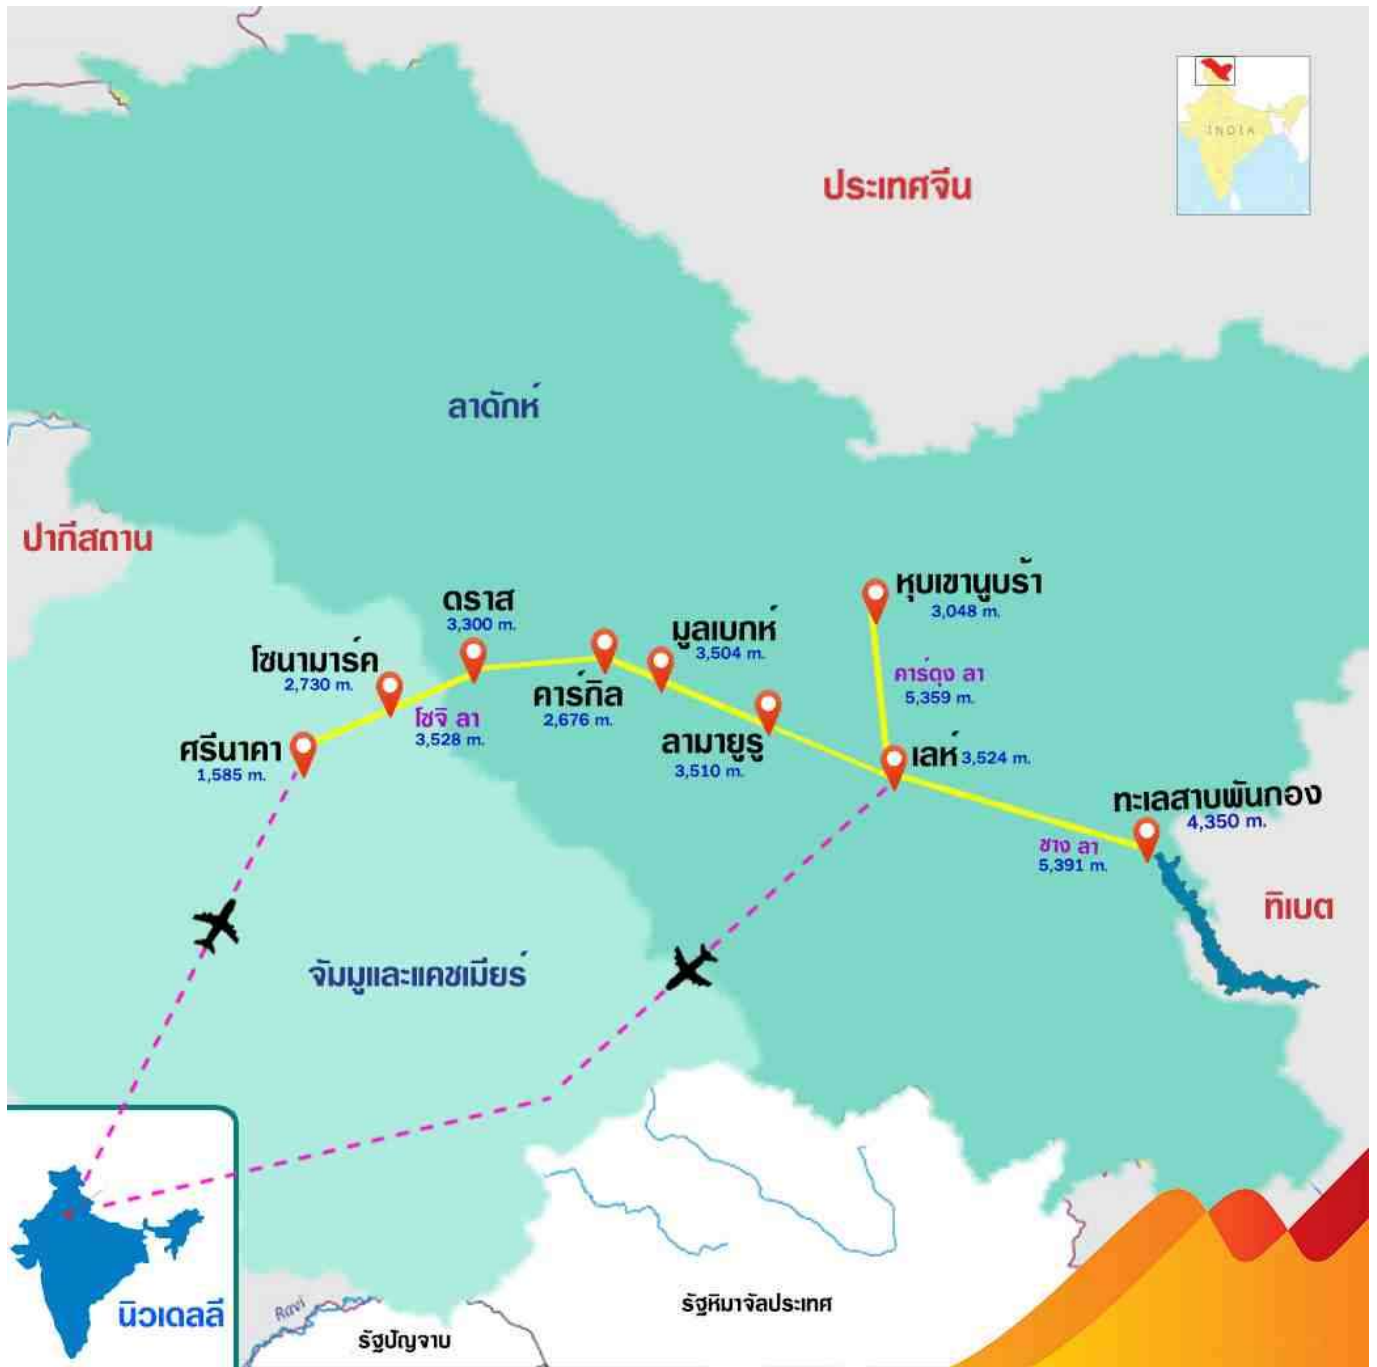 INDIA
ประเทศจีน
ลาดักห์
ปากีสถาน
หุบเขานูบร้า
3,048 m.
ดราส
3,300 m.
มูลเบกห์
3,504 m.
โซนามาร์ค
2,730 m.
คาร์ดุง ลา
5,359 m.
คาร์กิล
2,676 m.
โซจิ ลา
3,528 m.
ศรีนาคา
1,585 m.
ลามายูรู
3,510 m.
เลห์ 3,524 m.
ทะเลสาบพันกอง
4,350 m.
ชาง ลา
5,391 m.
ทิเบต
จัมมูและแคชเมียร์
นิวเดลลี
Ravi
รัฐปัญจาบ
รัฐหิมาจัลประเทศ